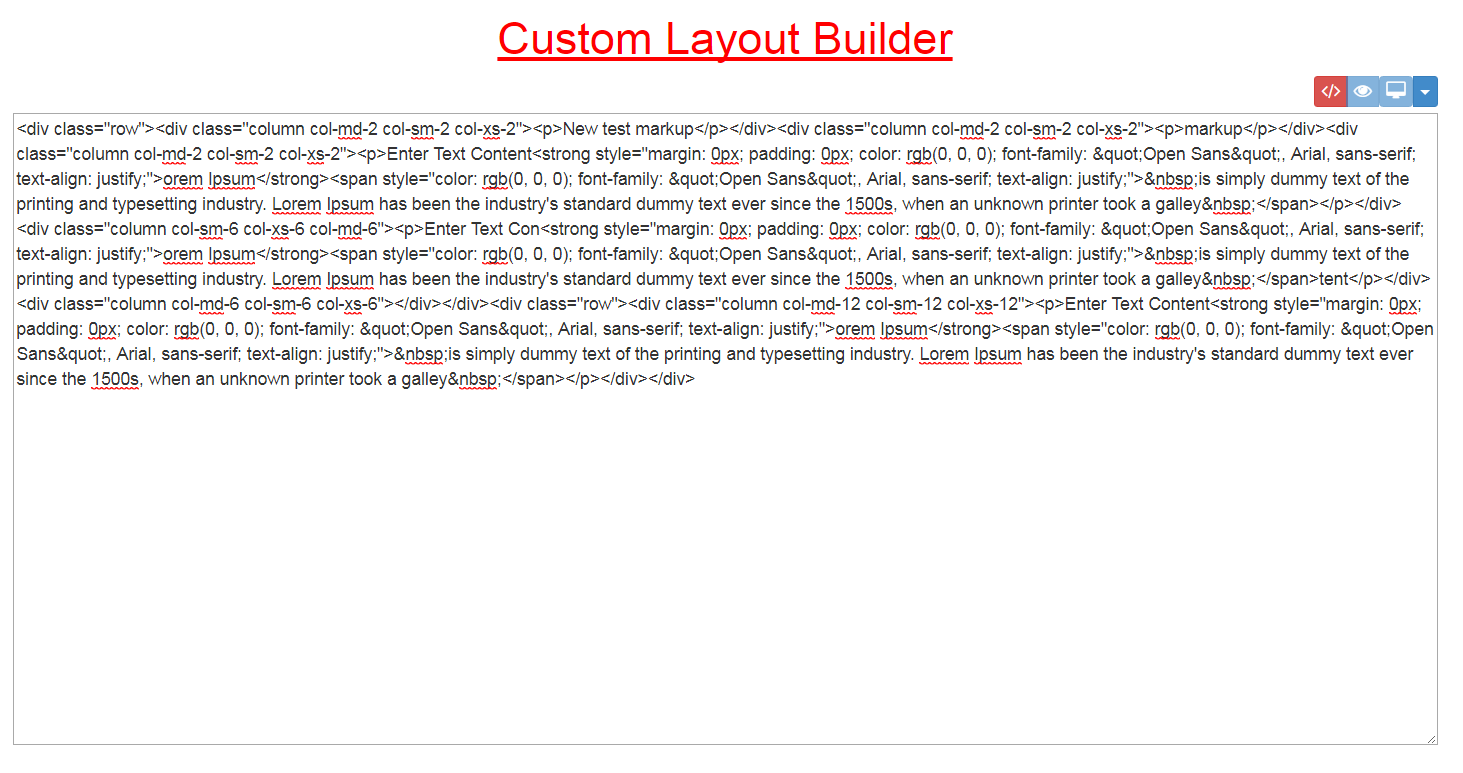 Custom Layout Builder
</>
<div class="row"><div class="column col-md-2 col-sm-2 col-xs-2"><p>New test markup</p></div><div class="column col-md-2 col-sm-2 col-xs-2"><p>markup</p></div><div
class="column col-md-2 col-sm-2 col-xs-2"><p>Enter Text Content<strong style="margin: 0px; padding: 0px; color: rgb(0, 0, 0); font-family: &quot;Open Sans&quot;, Arial, sans-serif;
text-align: justify;">orem Ipsum</strong><span style="color: rgb(0, 0, 0); font-family: &quot;Open Sans&quot;, Arial, sans-serif; text-align: justify;">&nbsp;is simply dummy text of the
printing and typesetting industry. Lorem Ipsum has been the industry's standard dummy text ever since the 1500s, when an unknown printer took a galley&nbsp;</span></p></div>
<div class="column col-sm-6 col-xs-6 col-md-6"><p>Enter Text Con<strong style="margin: 0px; padding: 0px; color: rgb(0, 0, 0); font-family: &quot;Open Sans&quot;, Arial, sans-serif;
text-align: justify;">orem Ipsum</strong><span style="color: rgb(0, 0, 0); font-family: &quot;Open Sans&quot;, Arial, sans-serif; text-align: justify;">&nbsp;is simply dummy text of the
printing and typesetting industry. Lorem Ipsum has been the industry's standard dummy text ever since the 1500s, when an unknown printer took a galley&nbsp;</span>tent</p></div>
<div class="column col-md-6 col-sm-6 col-xs-6"></div></div><div class="row"><div class="column col-md-12 col-sm-12 col-xs-12"><p>Enter Text Content<strong style="margin: 0px;
padding: 0px; color: rgb(0, 0, 0); font-family: &quot;Open Sans&quot;, Arial, sans-serif; text-align: justify;">orem Ipsum</strong><span style="color: rgb(0, 0, 0); font-family: &quot;Open
Sans&quot;, Arial, sans-serif; text-align: justify;">&nbsp;is simply dummy text of the printing and typesetting industry. Lorem Ipsum has been the industry's standard dummy text ever
since the 1500s, when an unknown printer took a galley&nbsp;</span></p></div></div>